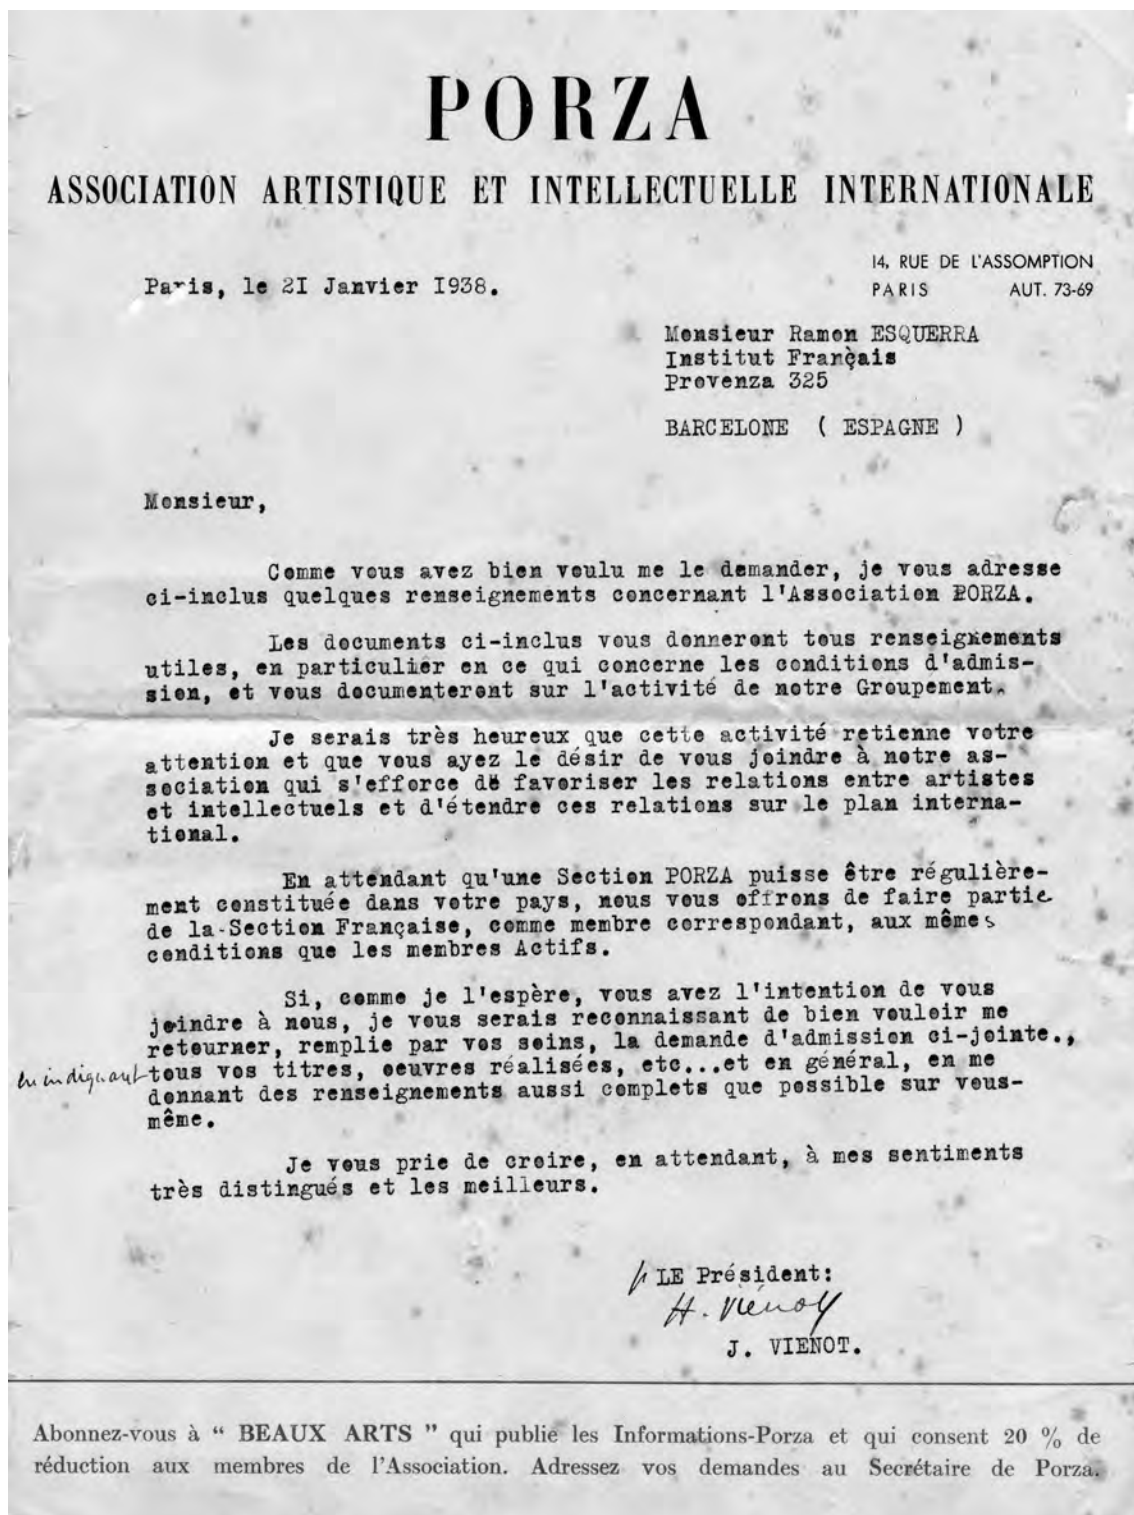 PORZA
ASSOCIATION ARTISTIQUE ET INTELLECTUELLE INTERNATIONALE
14, RUE DE L'ASSOMPTION
PARIS AUT. 73-69
Paris, le 2I Janvier I938.
Monsieur Ramon ESQUERRA
Institut Français
Provenza 325
BARCELONE ( ESPAGNE )
Monsieur,
Comme vous avez bien voulu me le demander, je vous adresse
ci-inclus quelques renseignements concernant l'Association PORZA.
Les documents ci-inclus vous donneront tous renseignements
utiles, en particulier en ce qui concerne les conditions d'admis-
sion, et vous documenteront sur l'activité de notre Groupement.
Je serais très heureux que cette activité retienne votre
attention et que vous ayez le désir de vous joindre à notre as-
sociation qui s'efforce de favoriser les relations entre artistes
et intellectuels et d'étendre ces relations sur le plan interna-
tional.
En attendant qu'une Section PORZA puisse être régulière-
ment constituée dans votre pays, nous vous offrons de faire partie
de la Section Française, comme membre correspondant, aux mêmes
conditions que les membres Actifs.
Si, comme je l'espère, vous avez l'intention de vous
joindre à nous, je vous serais reconnaissant de bien vouloir me
retourner, remplie par vos soins, la demande d'admission ci-jointe.,
en indiquant tous vos titres, oeuvres réalisées, etc...et en général, en me
donnant des renseignements aussi complets que possible sur vous-
même.
Je vous prie de croire, en attendant, à mes sentiments
très distingués et les meilleurs.
p LE Président:
H. Viénot
J. VIENOT.
Abonnez-vous à “ BEAUX ARTS ” qui publie les Informations-Porza et qui consent 20 % de
réduction aux membres de l'Association. Adressez vos demandes au Secrétaire de Porza.